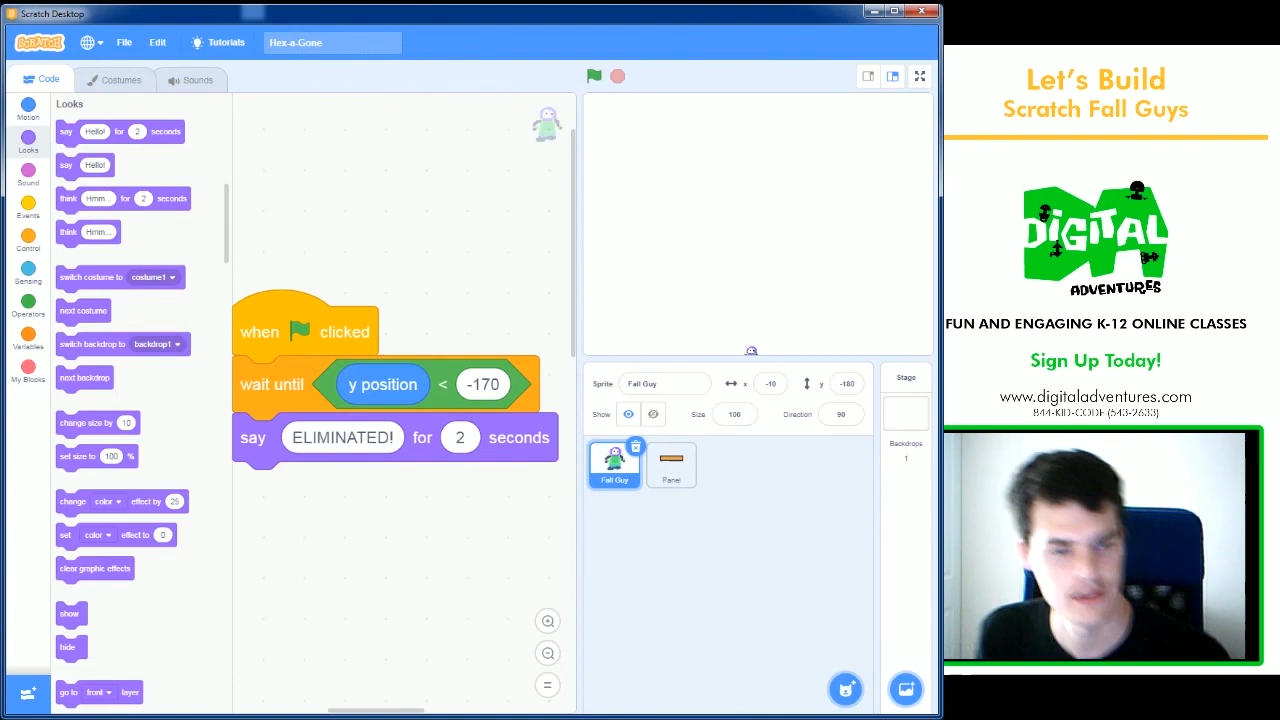 Scratch Desktop
SCRATCH
File
Edit
Tutorials
Hex-a-Gone
Code
Costumes
Sounds
Motion
Looks
Sound
Events
Control
Sensing
Operators
Variables
My Blocks
Looks
say Hello! for 2 seconds
say Hello!
think Hmm... for 2 seconds
think Hmm...
switch costume to costume1
next costume
switch backdrop to backdrop1
next backdrop
change size by 10
set size to 100 %
change color effect by 25
set color effect to 0
clear graphic effects
show
hide
go to front layer
when clicked
wait until y position < -170
say ELIMINATED! for 2 seconds
Sprite Fall Guy x -10 y -180
Show Size 100 Direction 90
Fall Guy
Panel
Stage
Backdrops
1
Let's Build
Scratch Fall Guys
DIGITAL
ADVENTURES
FUN AND ENGAGING K-12 ONLINE CLASSES
Sign Up Today!
www.digitaladventures.com
844-KID-CODE (543-2633)